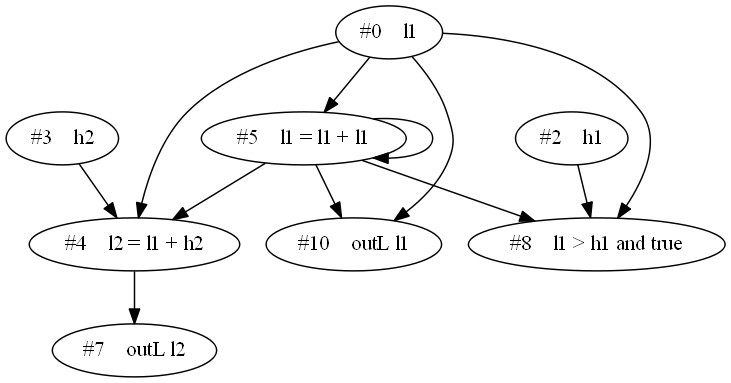 #0 l1
#3 h2
#5 l1 = l1 + l1
#2 h1
#4 l2 = l1 + h2
#10 outL l1
#8 l1 > h1 and true
#7 outL l2